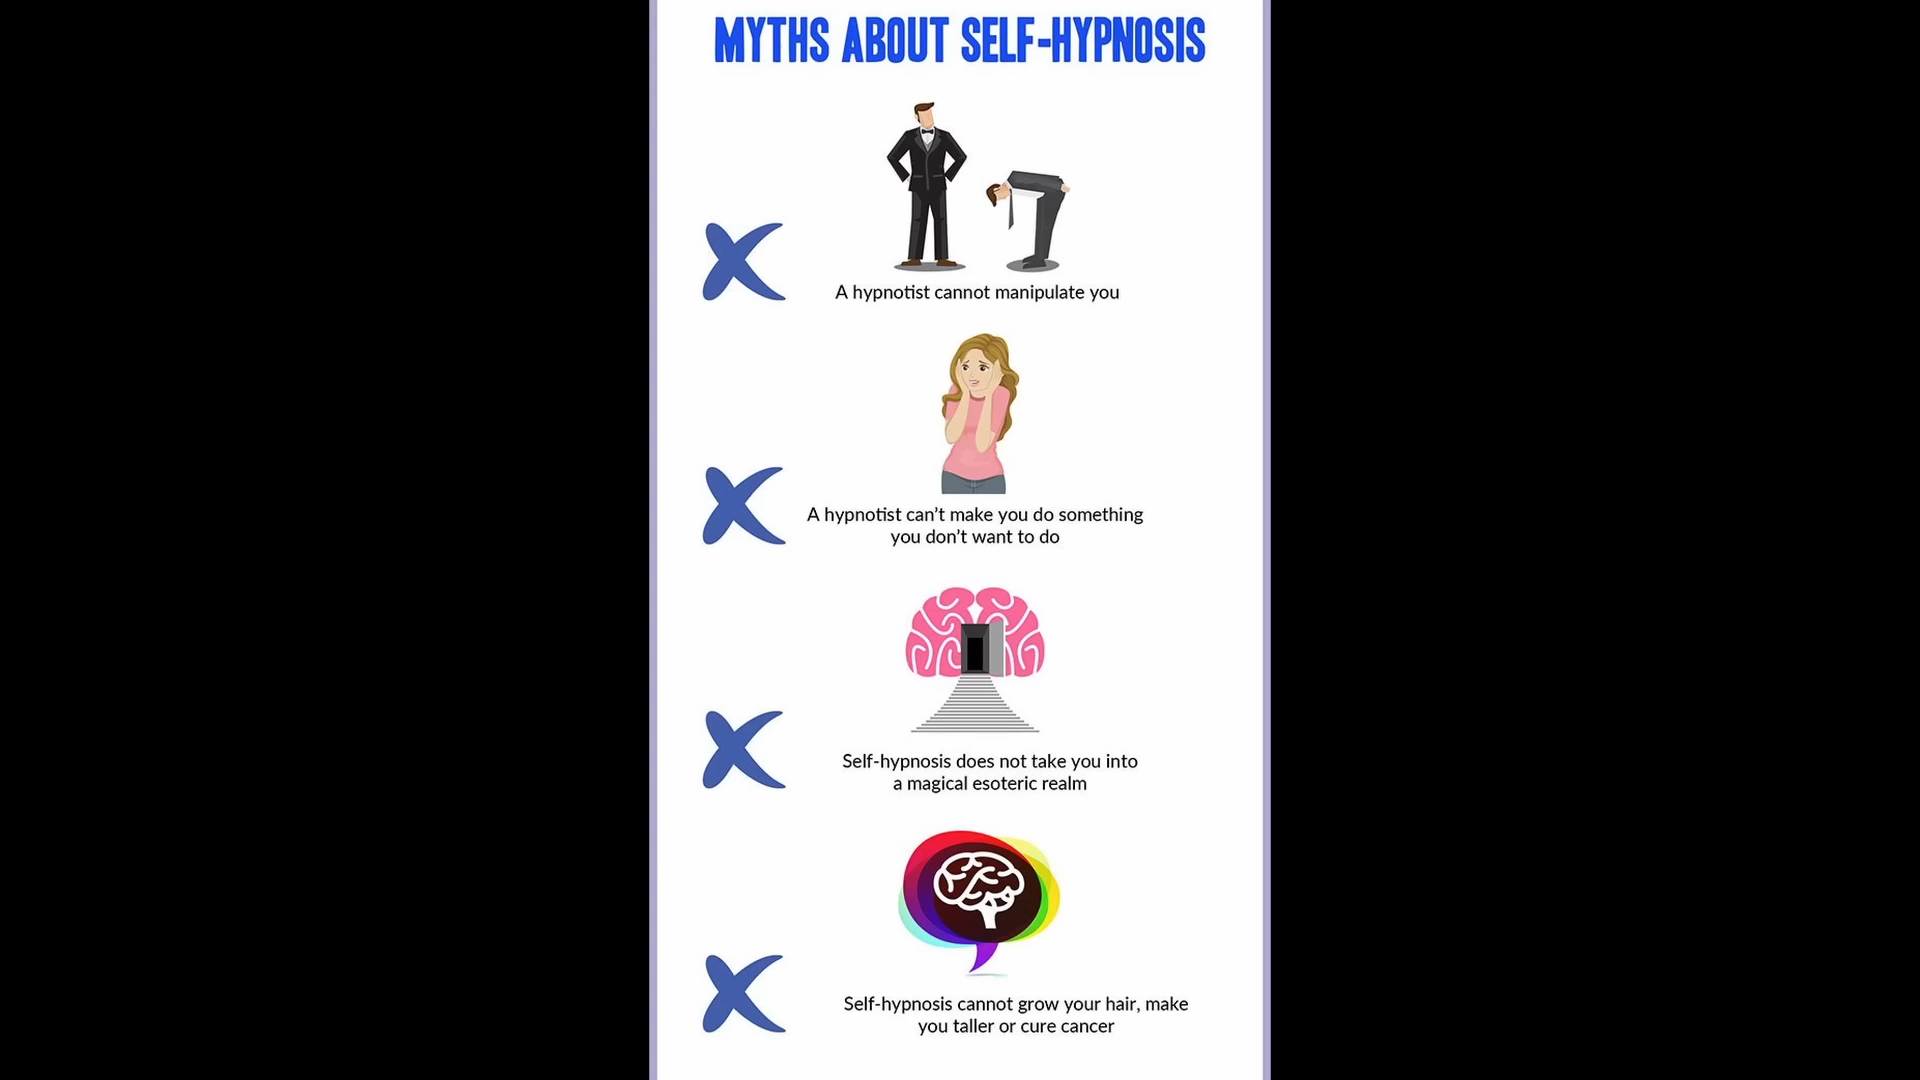 MYTHS ABOUT SELF-HYPNOSIS
A hypnotist cannot manipulate you
A hypnotist can’t make you do something
you don’t want to do
Self-hypnosis does not take you into
a magical esoteric realm
Self-hypnosis cannot grow your hair, make
you taller or cure cancer